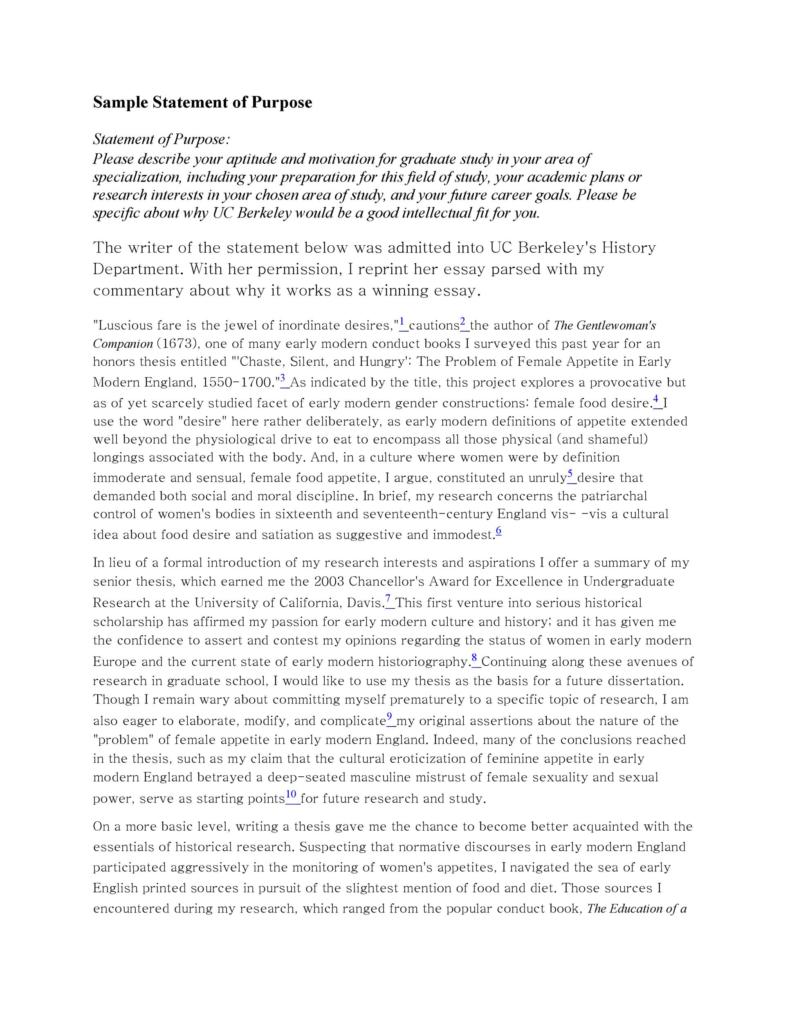 Sample Statement of Purpose
Statement of Purpose:
Please describe your aptitude and motivation for graduate study in your area of
specialization, including your preparation for this field of study, your academic plans or
research interests in your chosen area of study, and your future career goals. Please be
specific about why UC Berkeley would be a good intellectual fit for you.
The writer of the statement below was admitted into UC Berkeley's History
Department. With her permission, I reprint her essay parsed with my
commentary about why it works as a winning essay.
"Luscious fare is the jewel of inordinate desires,"1 cautions2 the author of The Gentlewoman's
Companion (1673), one of many early modern conduct books I surveyed this past year for an
honors thesis entitled "'Chaste, Silent, and Hungry': The Problem of Female Appetite in Early
Modern England, 1550-1700."3 As indicated by the title, this project explores a provocative but
as of yet scarcely studied facet of early modern gender constructions: female food desire.4 I
use the word "desire" here rather deliberately, as early modern definitions of appetite extended
well beyond the physiological drive to eat to encompass all those physical (and shameful)
longings associated with the body. And, in a culture where women were by definition
immoderate and sensual, female food appetite, I argue, constituted an unruly5 desire that
demanded both social and moral discipline. In brief, my research concerns the patriarchal
control of women's bodies in sixteenth and seventeenth-century England vis- -vis a cultural
idea about food desire and satiation as suggestive and immodest.6
In lieu of a formal introduction of my research interests and aspirations I offer a summary of my
senior thesis, which earned me the 2003 Chancellor's Award for Excellence in Undergraduate
Research at the University of California, Davis.7 This first venture into serious historical
scholarship has affirmed my passion for early modern culture and history; and it has given me
the confidence to assert and contest my opinions regarding the status of women in early modern
Europe and the current state of early modern historiography.8 Continuing along these avenues of
research in graduate school, I would like to use my thesis as the basis for a future dissertation.
Though I remain wary about committing myself prematurely to a specific topic of research, I am
also eager to elaborate, modify, and complicate9 my original assertions about the nature of the
"problem" of female appetite in early modern England. Indeed, many of the conclusions reached
in the thesis, such as my claim that the cultural eroticization of feminine appetite in early
modern England betrayed a deep-seated masculine mistrust of female sexuality and sexual
power, serve as starting points10 for future research and study.
On a more basic level, writing a thesis gave me the chance to become better acquainted with the
essentials of historical research. Suspecting that normative discourses in early modern England
participated aggressively in the monitoring of women's appetites, I navigated the sea of early
English printed sources in pursuit of the slightest mention of food and diet. Those sources I
encountered during my research, which ranged from the popular conduct book, The Education of a